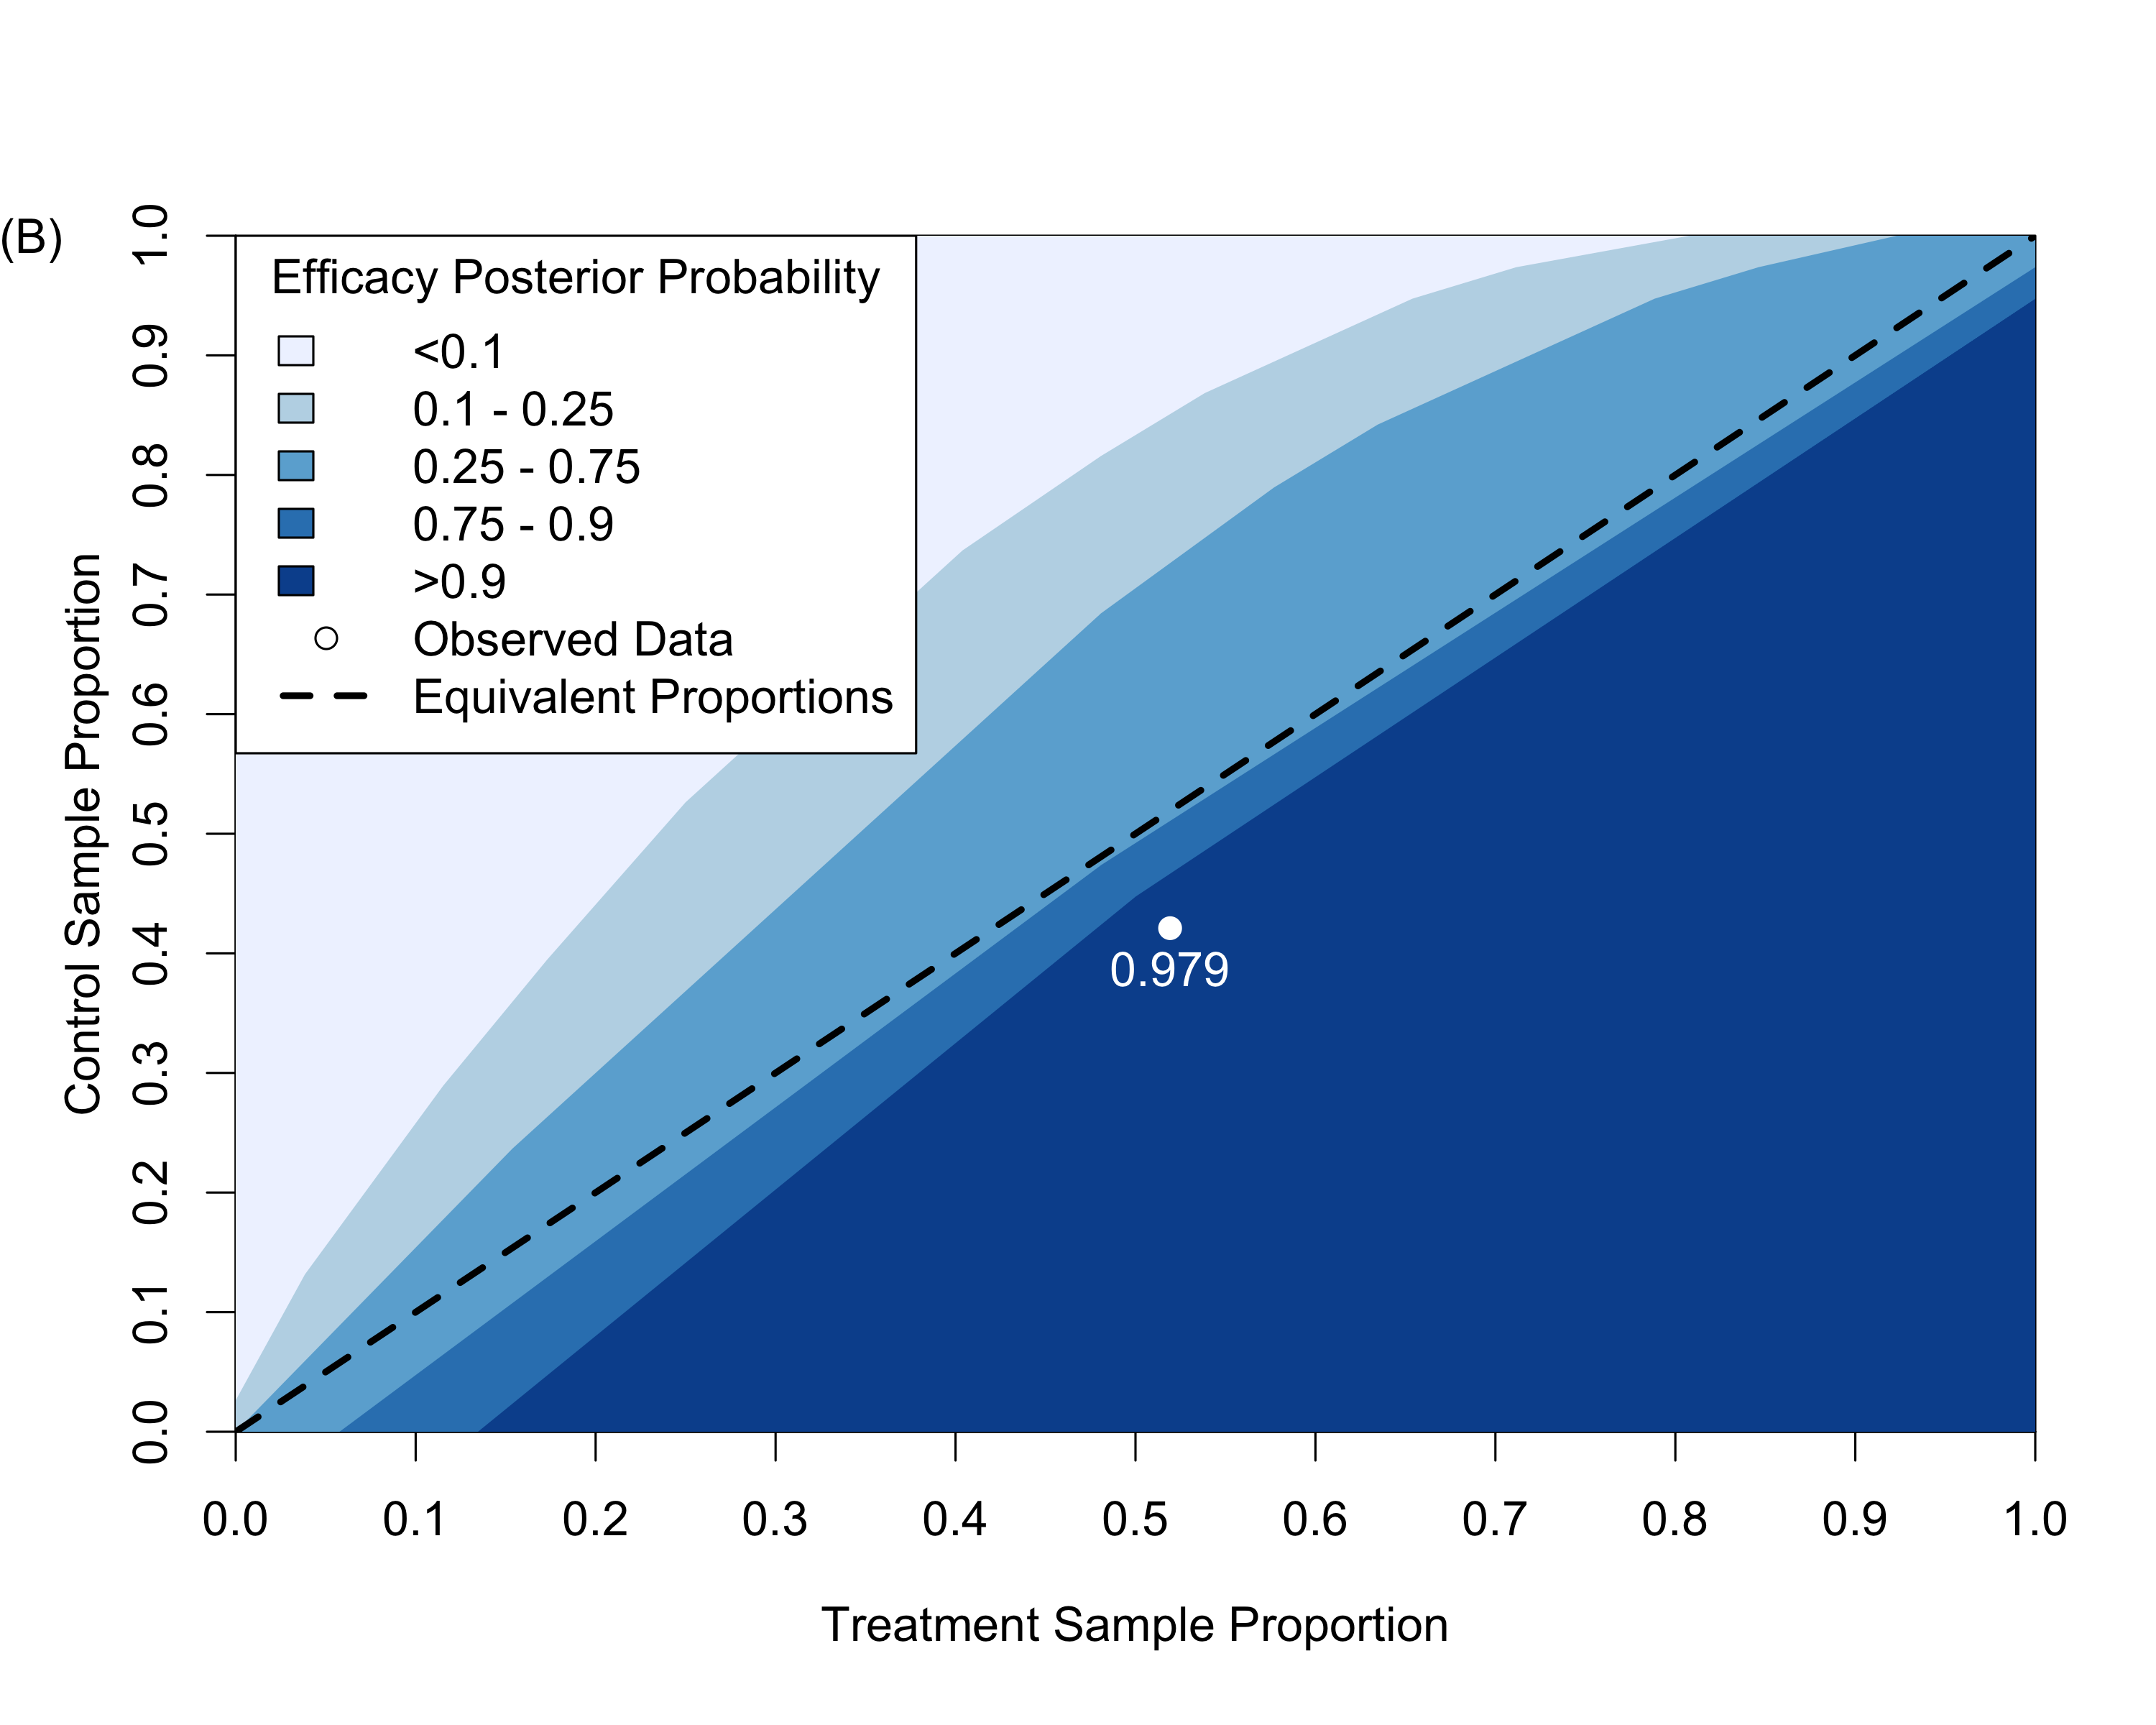 (B)
Efficacy Posterior Probability
<0.1
0.1 - 0.25
0.25 - 0.75
0.75 - 0.9
>0.9
Observed Data
Equivalent Proportions
Control Sample Proportion
1.0
0.9
0.8
0.7
0.6
0.5
0.4
0.3
0.2
0.1
0.0
0.979
0.0 0.1 0.2 0.3 0.4 0.5 0.6 0.7 0.8 0.9 1.0
Treatment Sample Proportion